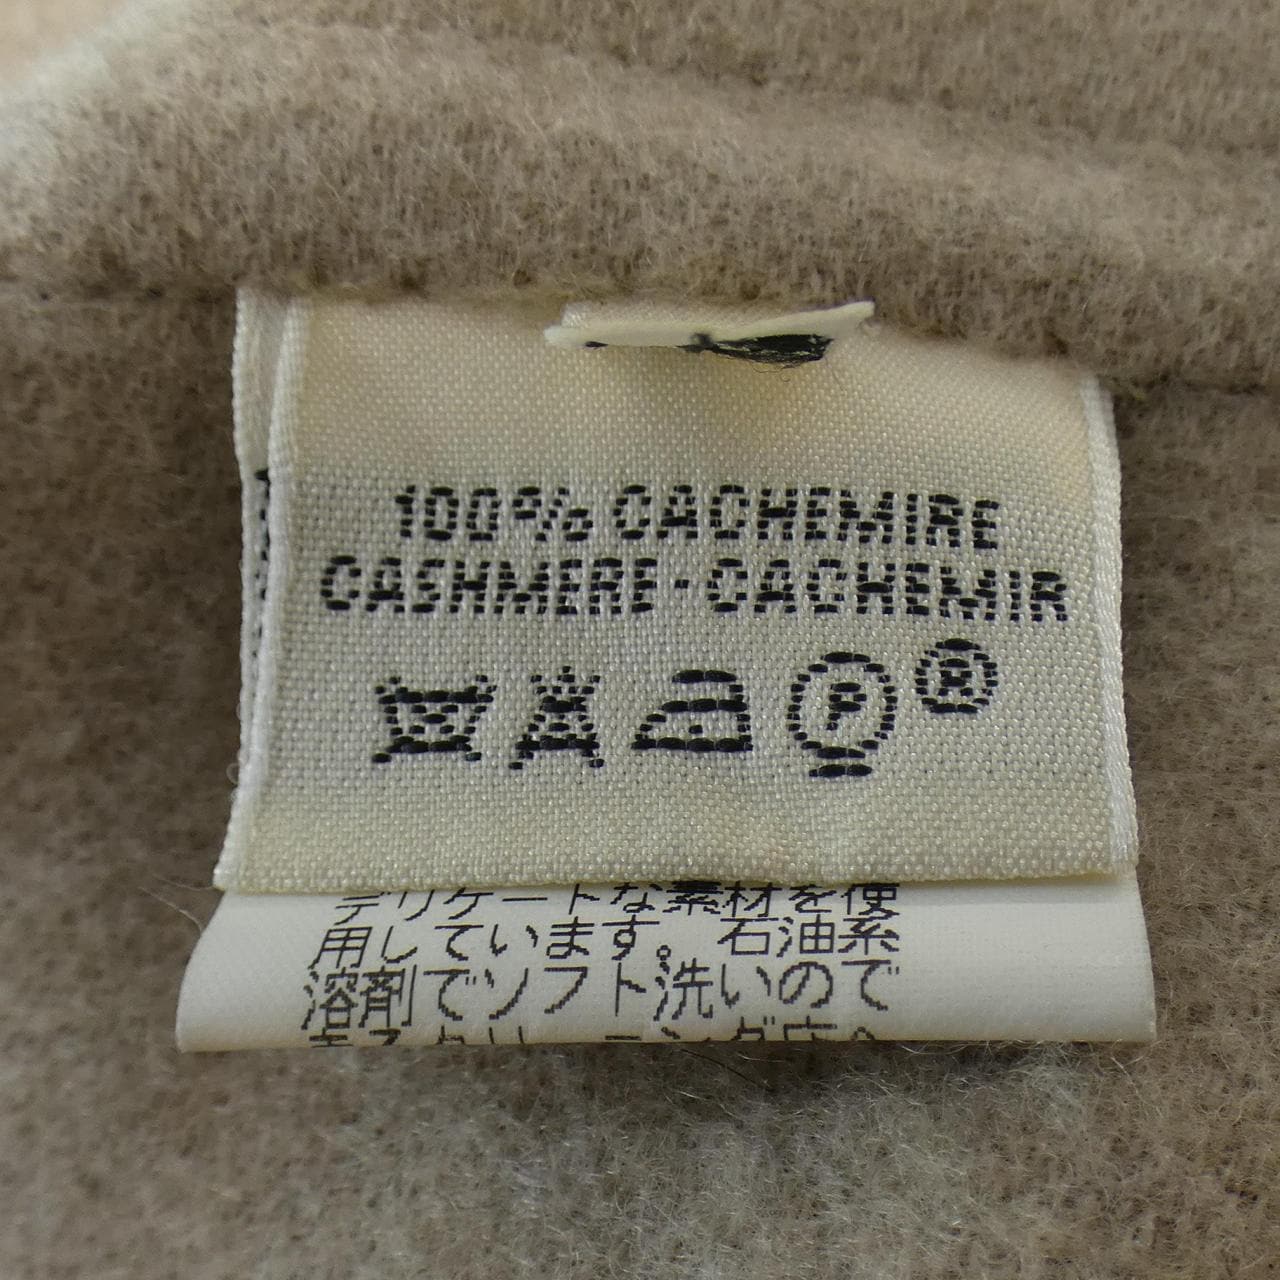 100% CACHEMIRE
CASHMERE·CACHEMIR
P ®
デリケートな素材を使
用しています。石油系
溶剤でソフト洗いので